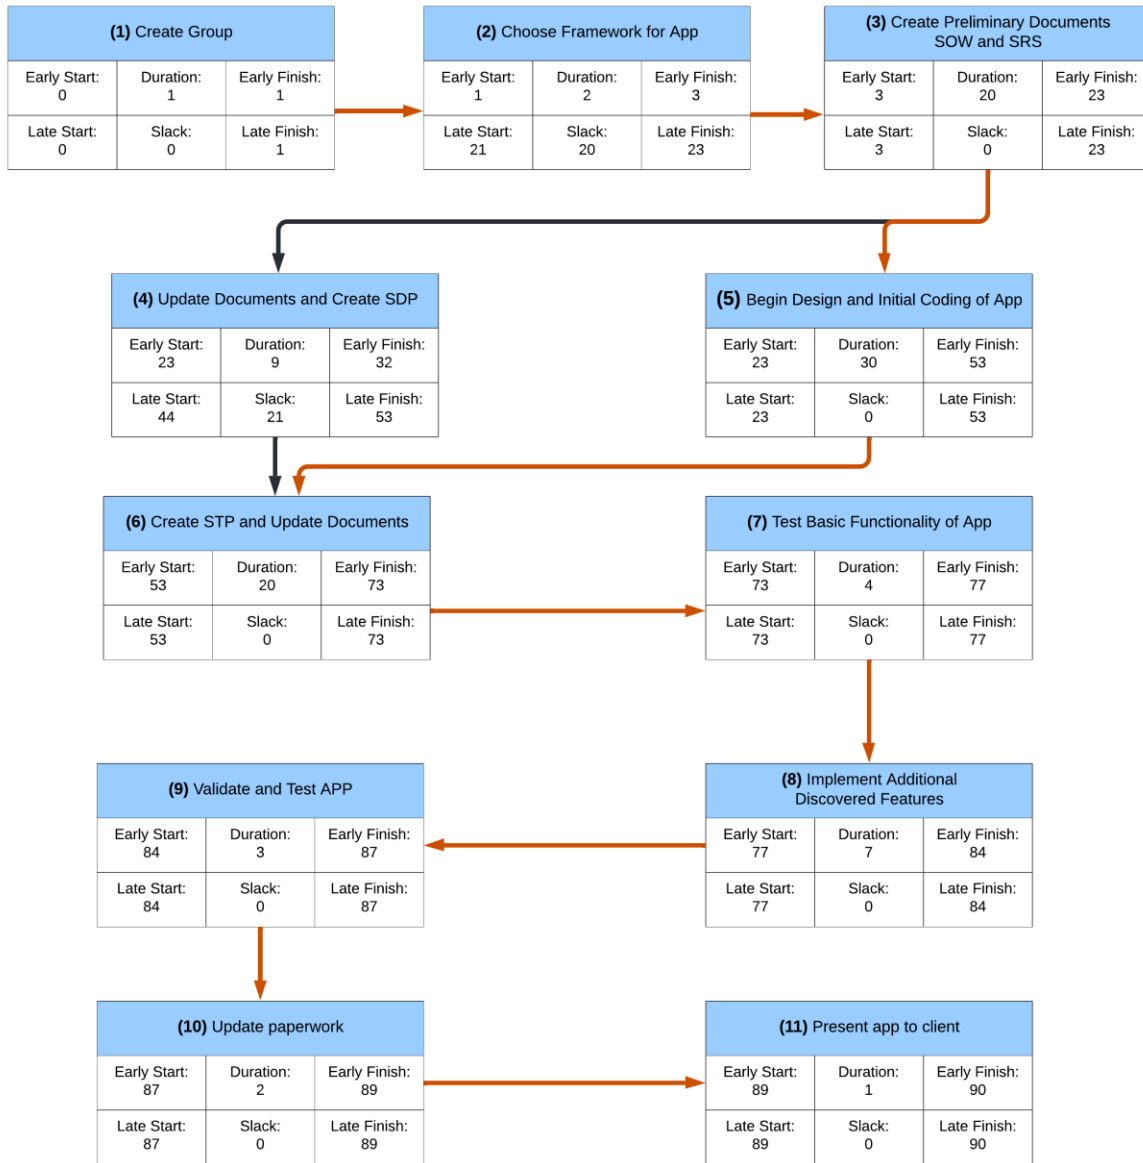 (1) Create Group
Early Start:
0
Duration:
1
Early Finish:
1
Late Start:
0
Slack:
0
Late Finish:
1
(2) Choose Framework for App
Early Start:
1
Duration:
2
Early Finish:
3
Late Start:
21
Slack:
20
Late Finish:
23
(3) Create Preliminary Documents
SOW and SRS
Early Start:
3
Duration:
20
Early Finish:
23
Late Start:
3
Slack:
0
Late Finish:
23
(4) Update Documents and Create SDP
Early Start:
23
Duration:
9
Early Finish:
32
Late Start:
44
Slack:
21
Late Finish:
53
(5) Begin Design and Initial Coding of App
Early Start:
23
Duration:
30
Early Finish:
53
Late Start:
23
Slack:
0
Late Finish:
53
(6) Create STP and Update Documents
Early Start:
53
Duration:
20
Early Finish:
73
Late Start:
53
Slack:
0
Late Finish:
73
(7) Test Basic Functionality of App
Early Start:
73
Duration:
4
Early Finish:
77
Late Start:
73
Slack:
0
Late Finish:
77
(8) Implement Additional
Discovered Features
Early Start:
77
Duration:
7
Early Finish:
84
Late Start:
77
Slack:
0
Late Finish:
84
(9) Validate and Test APP
Early Start:
84
Duration:
3
Early Finish:
87
Late Start:
84
Slack:
0
Late Finish:
87
(10) Update paperwork
Early Start:
87
Duration:
2
Early Finish:
89
Late Start:
87
Slack:
0
Late Finish:
89
(11) Present app to client
Early Start:
89
Duration:
1
Early Finish:
90
Late Start:
89
Slack:
0
Late Finish:
90